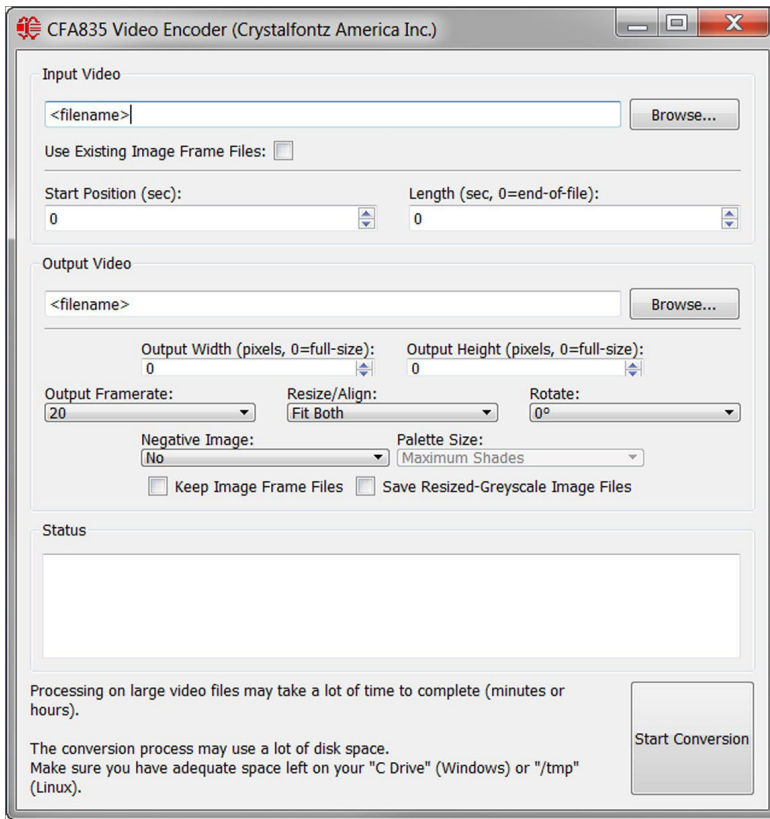 CFA835 Video Encoder (Crystalfontz America Inc.)
Input Video
<filename>
Browse...
Use Existing Image Frame Files:
Start Position (sec):
Length (sec, 0=end-of-file):
0
0
Output Video
<filename>
Browse...
Output Width (pixels, 0=full-size):
Output Height (pixels, 0=full-size):
0
0
Output Framerate:
Resize/Align:
Rotate:
20
Fit Both
0°
Negative Image:
Palette Size:
No
Maximum Shades
Keep Image Frame Files
Save Resized-Greyscale Image Files
Status
Processing on large video files may take a lot of time to complete (minutes or
hours).
The conversion process may use a lot of disk space.
Make sure you have adequate space left on your "C Drive" (Windows) or "/tmp"
(Linux).
Start Conversion